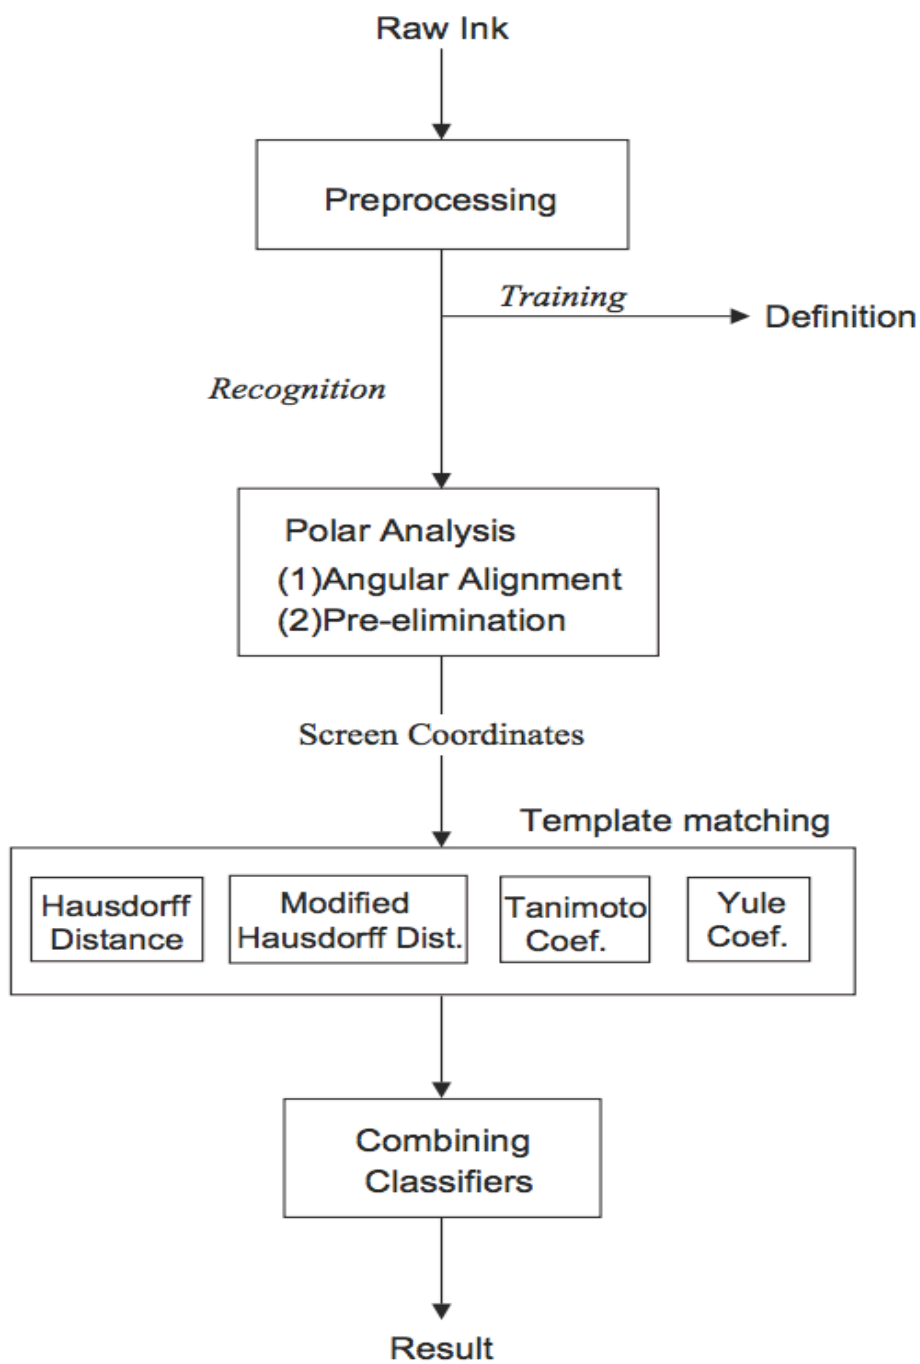 Raw Ink
Preprocessing
Training
Definition
Recognition
Polar Analysis
(1)Angular Alignment
(2)Pre-elimination
Screen Coordinates
Template matching
Hausdorff
Distance
Modified
Hausdorff Dist.
Tanimoto
Coef.
Yule
Coef.
Combining
Classifiers
Result